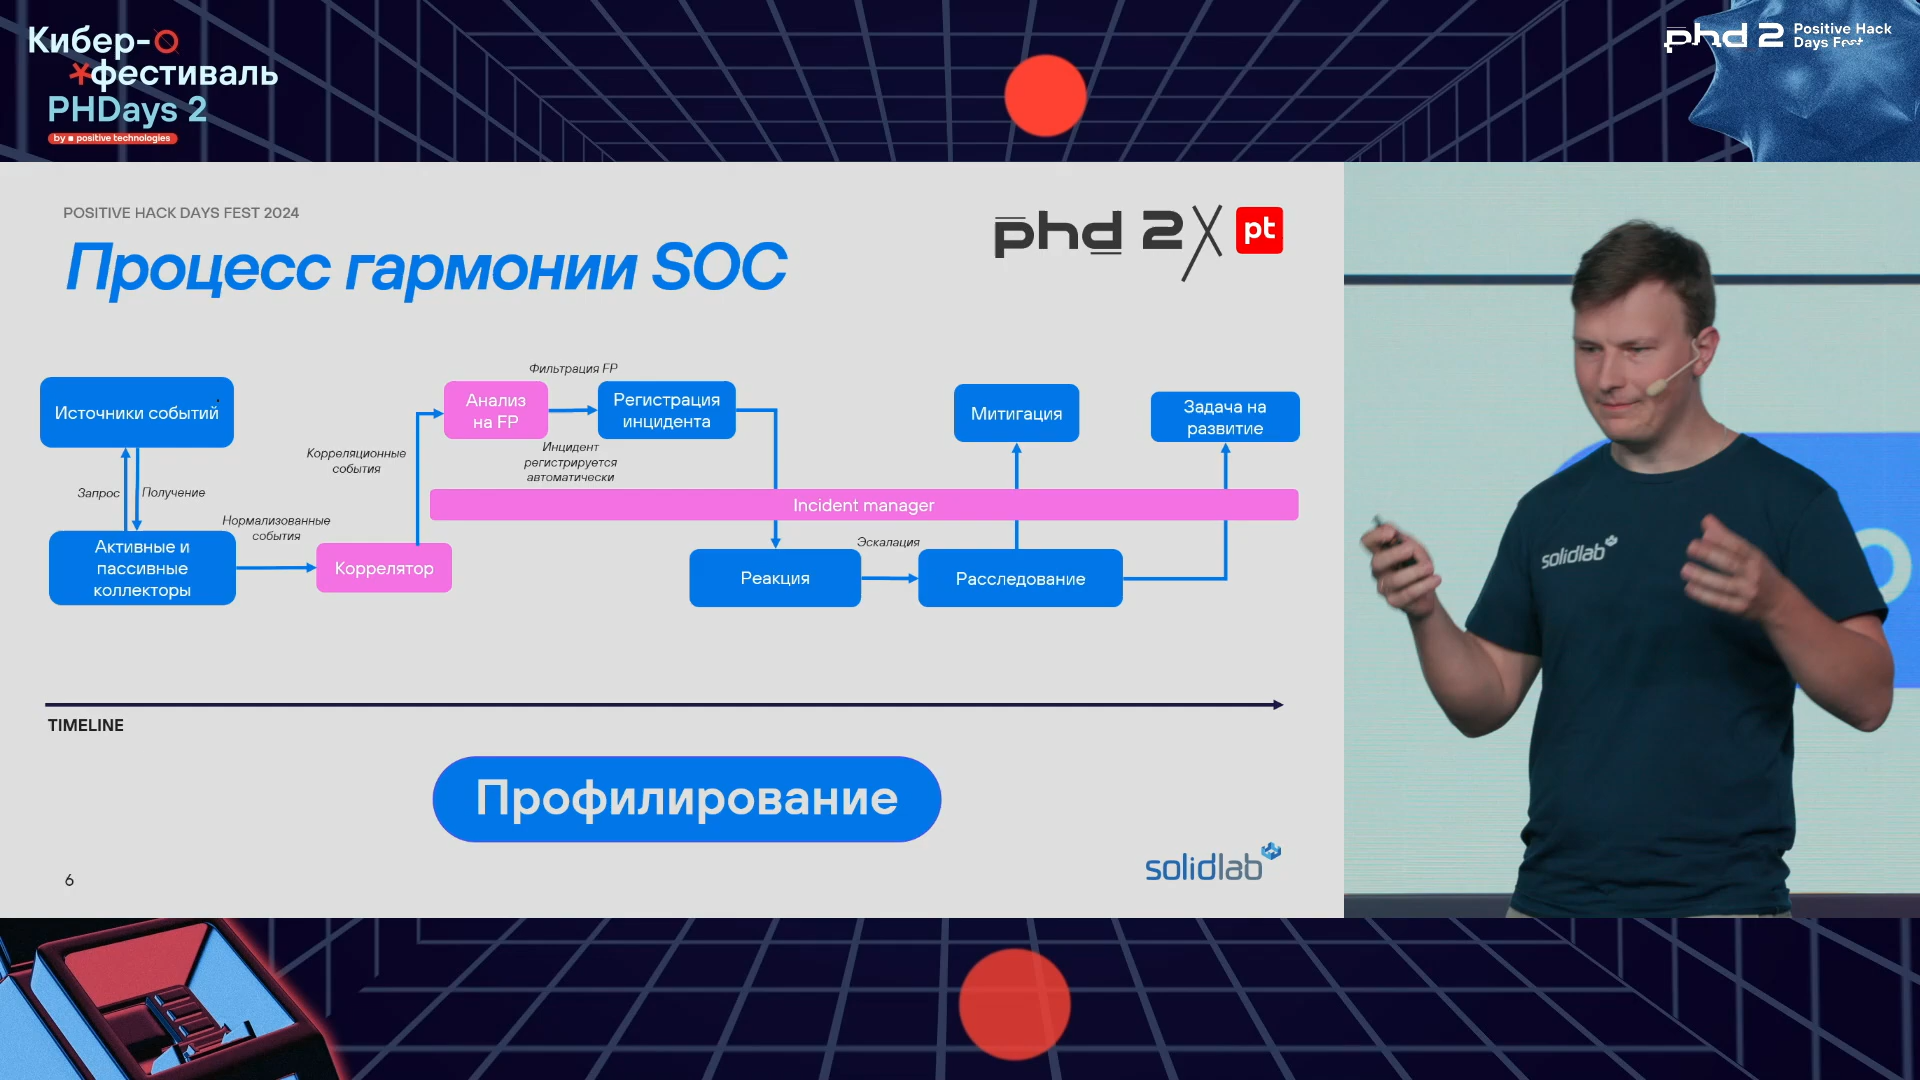 Кибер-
фестиваль
PHDays 2
by positive technologies
phd 2
Positive Hack
Days Fest
POSITIVE HACK DAYS FEST 2024
Процесс гармонии SOC
phd 2
pt
Источники событий
Запрос
Получение
Активные и
пассивные
коллекторы
Нормализованные
события
Коррелятор
Корреляционные
события
Анализ
на FP
Фильтрация FP
Инцидент
регистрируется
автоматически
Регистрация
инцидента
Incident manager
Реакция
Эскалация
Расследование
Митигация
Задача на
развитие
TIMELINE
Профилирование
6
solidlab
solidlab